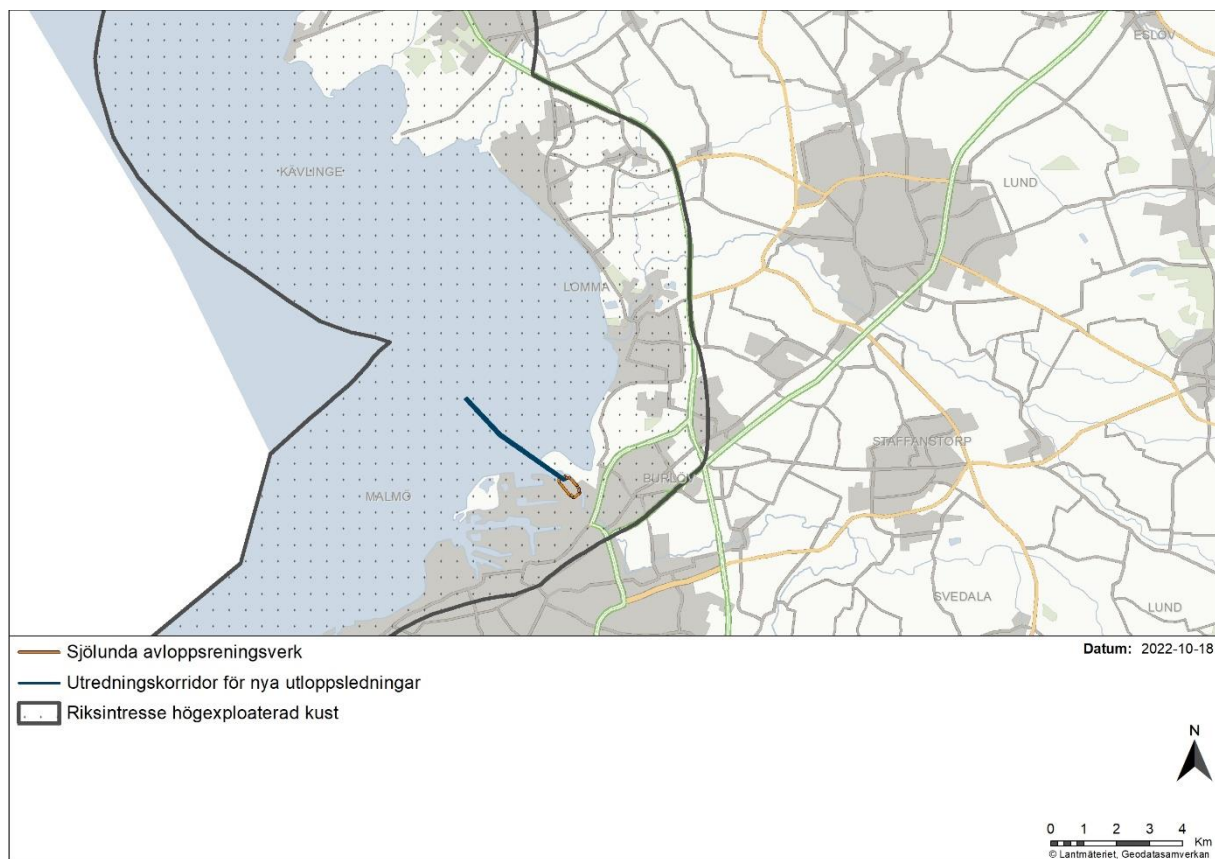 ESLÖV
KÄVLINGE
LUND
LOMMA
STAFFANSTORP
BURLÖV
MALMÖ
SVEDALA
LUND
Sjölunda avloppsreningsverk
Datum: 2022-10-18
Utredningskorridor för nya utloppsledningar
Riksintresse högexploaterad kust
N
0 1 2 3 4
Km
© Lantmäteriet, Geodatasamverkan